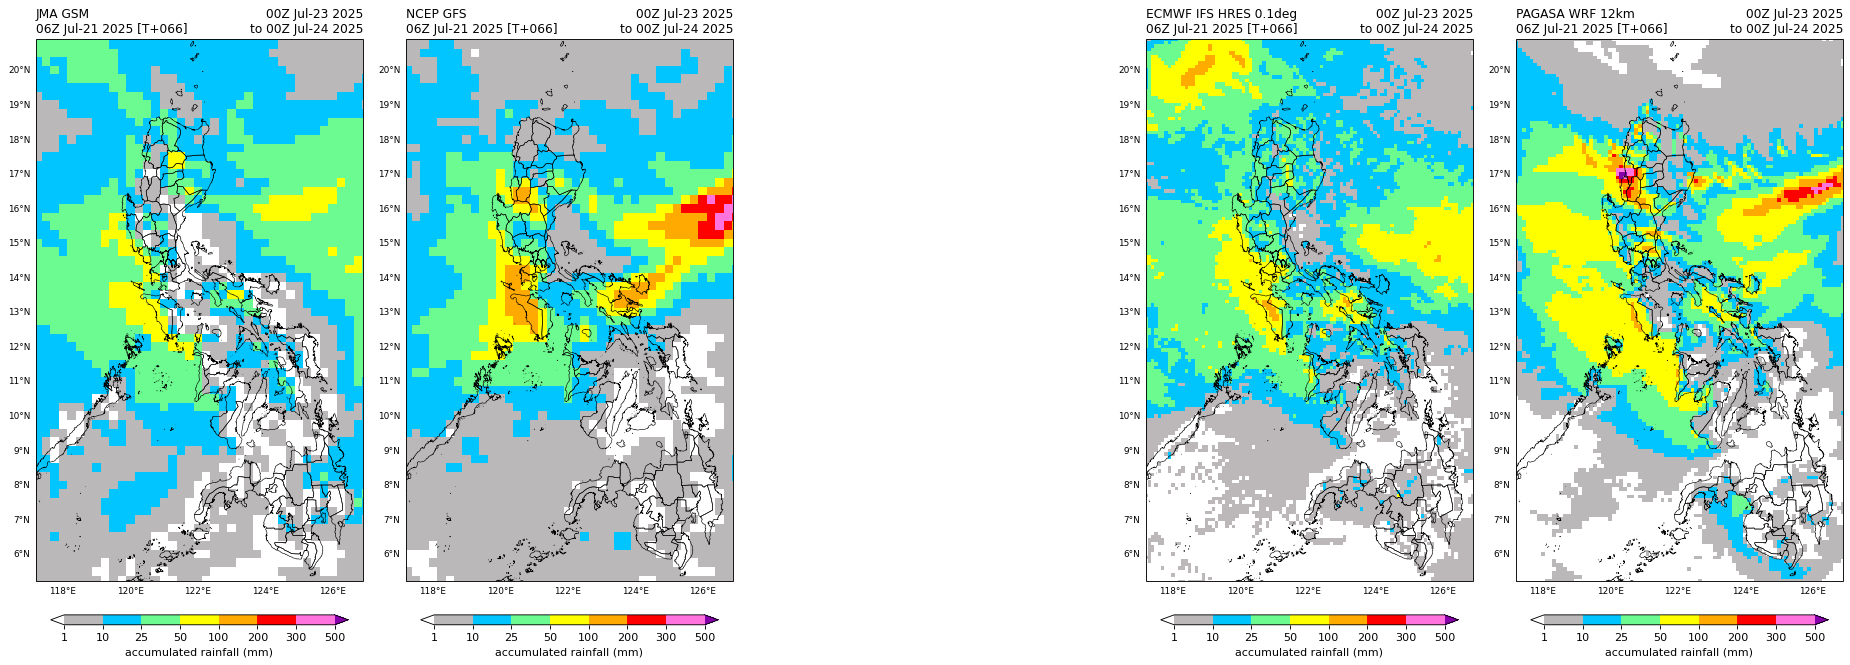 JMA GSM 00Z Jul-23 2025
06Z Jul-21 2025 [T+066] to 00Z Jul-24 2025
20°N
19°N
18°N
17°N
16°N
15°N
14°N
13°N
12°N
11°N
10°N
9°N
8°N
7°N
6°N
118°E 120°E 122°E 124°E 126°E
1 10 25 50 100 200 300 500
accumulated rainfall (mm)
NCEP GFS 00Z Jul-23 2025
06Z Jul-21 2025 [T+066] to 00Z Jul-24 2025
20°N
19°N
18°N
17°N
16°N
15°N
14°N
13°N
12°N
11°N
10°N
9°N
8°N
7°N
6°N
118°E 120°E 122°E 124°E 126°E
1 10 25 50 100 200 300 500
accumulated rainfall (mm)
ECMWF IFS HRES 0.1deg 00Z Jul-23 2025
06Z Jul-21 2025 [T+066] to 00Z Jul-24 2025
20°N
19°N
18°N
17°N
16°N
15°N
14°N
13°N
12°N
11°N
10°N
9°N
8°N
7°N
6°N
118°E 120°E 122°E 124°E 126°E
1 10 25 50 100 200 300 500
accumulated rainfall (mm)
PAGASA WRF 12km 00Z Jul-23 2025
06Z Jul-21 2025 [T+066] to 00Z Jul-24 2025
20°N
19°N
18°N
17°N
16°N
15°N
14°N
13°N
12°N
11°N
10°N
9°N
8°N
7°N
6°N
118°E 120°E 122°E 124°E 126°E
1 10 25 50 100 200 300 500
accumulated rainfall (mm)